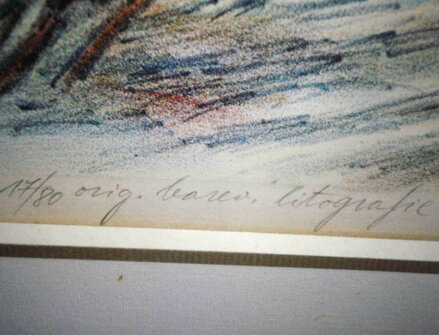 17/80 orig. barev. litografie